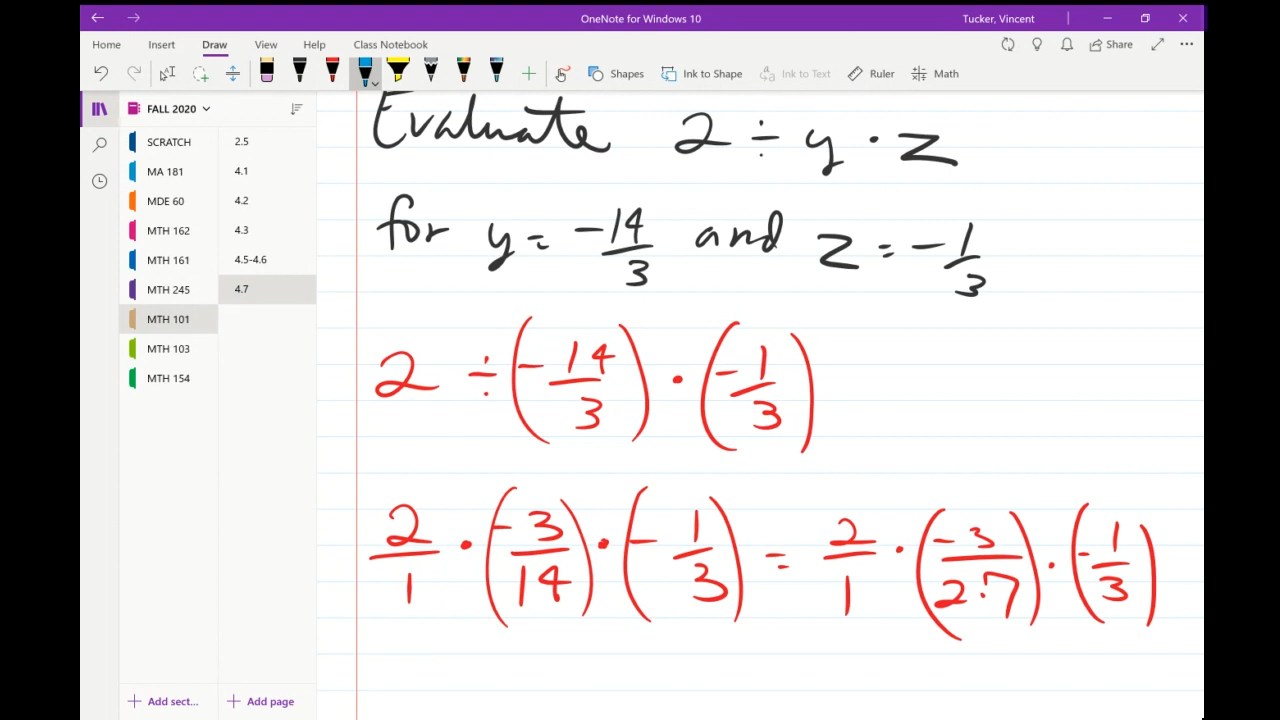 OneNote for Windows 10
Tucker, Vincent
Home Insert Draw View Help Class Notebook
Share
Shapes Ink to Shape Ink to Text Ruler Math
FALL 2020
SCRATCH 2.5
MA 181 4.1
MDE 60 4.2
MTH 162 4.3
MTH 161 4.5-4.6
MTH 245 4.7
MTH 101
MTH 103
MTH 154
Add sect...
Add page
Evaluate 2 ÷ y · z
for y = -14/3 and z = -1/3
2 ÷ (-14/3) · (-1/3)
2/1 · (-3/14) · (-1/3) = 2/1 · (-3/2·7) · (-1/3)